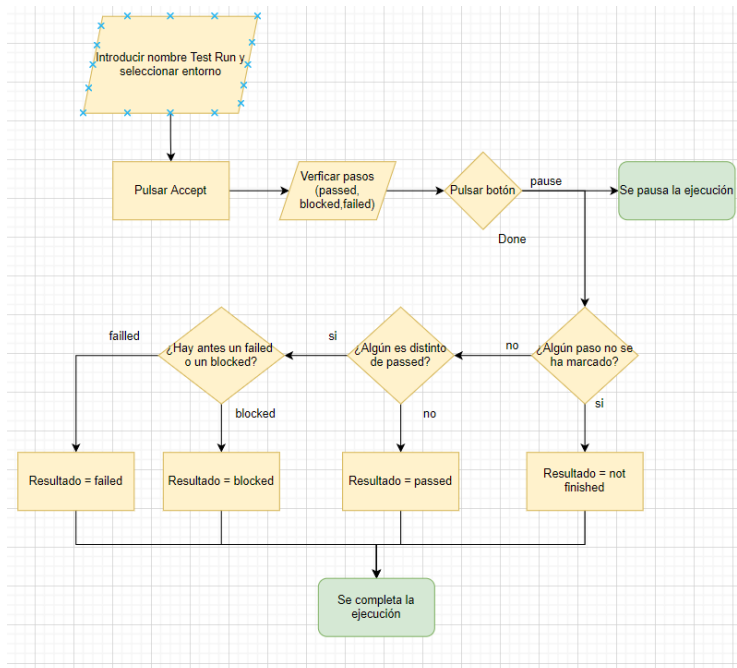 Introducir nombre Test Run y
seleccionar entorno
Pulsar Accept
Verficar pasos
(passed,
blocked,failed)
Pulsar botón
pause
Se pausa la ejecución
Done
¿Algún paso no se
ha marcado?
no
si
¿Algún es distinto
de passed?
si
no
¿Hay antes un failed
o un blocked?
failled
blocked
Resultado = failed
Resultado = blocked
Resultado = passed
Resultado = not
finished
Se completa la
ejecución